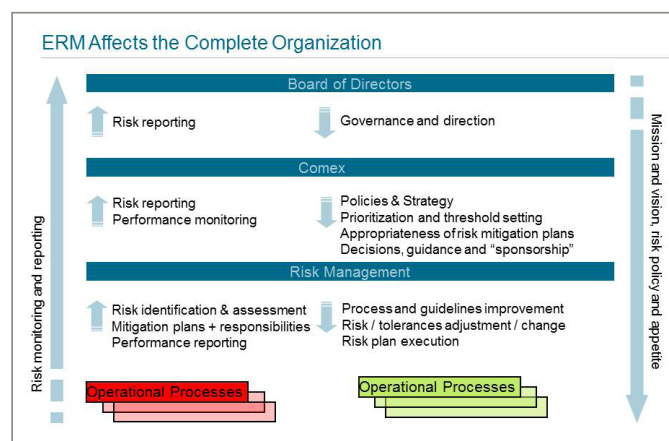 ERM Affects the Complete Organization
Board of Directors
Risk reporting
Governance and direction
Comex
Risk reporting
Performance monitoring
Policies & Strategy
Prioritization and threshold setting
Appropriateness of risk mitigation plans
Decisions, guidance and “sponsorship”
Risk Management
Risk identification & assessment
Mitigation plans + responsibilities
Performance reporting
Process and guidelines improvement
Risk / tolerances adjustment / change
Risk plan execution
Operational Processes
Operational Processes
Risk monitoring and reporting
Mission and vision, risk policy and appetite